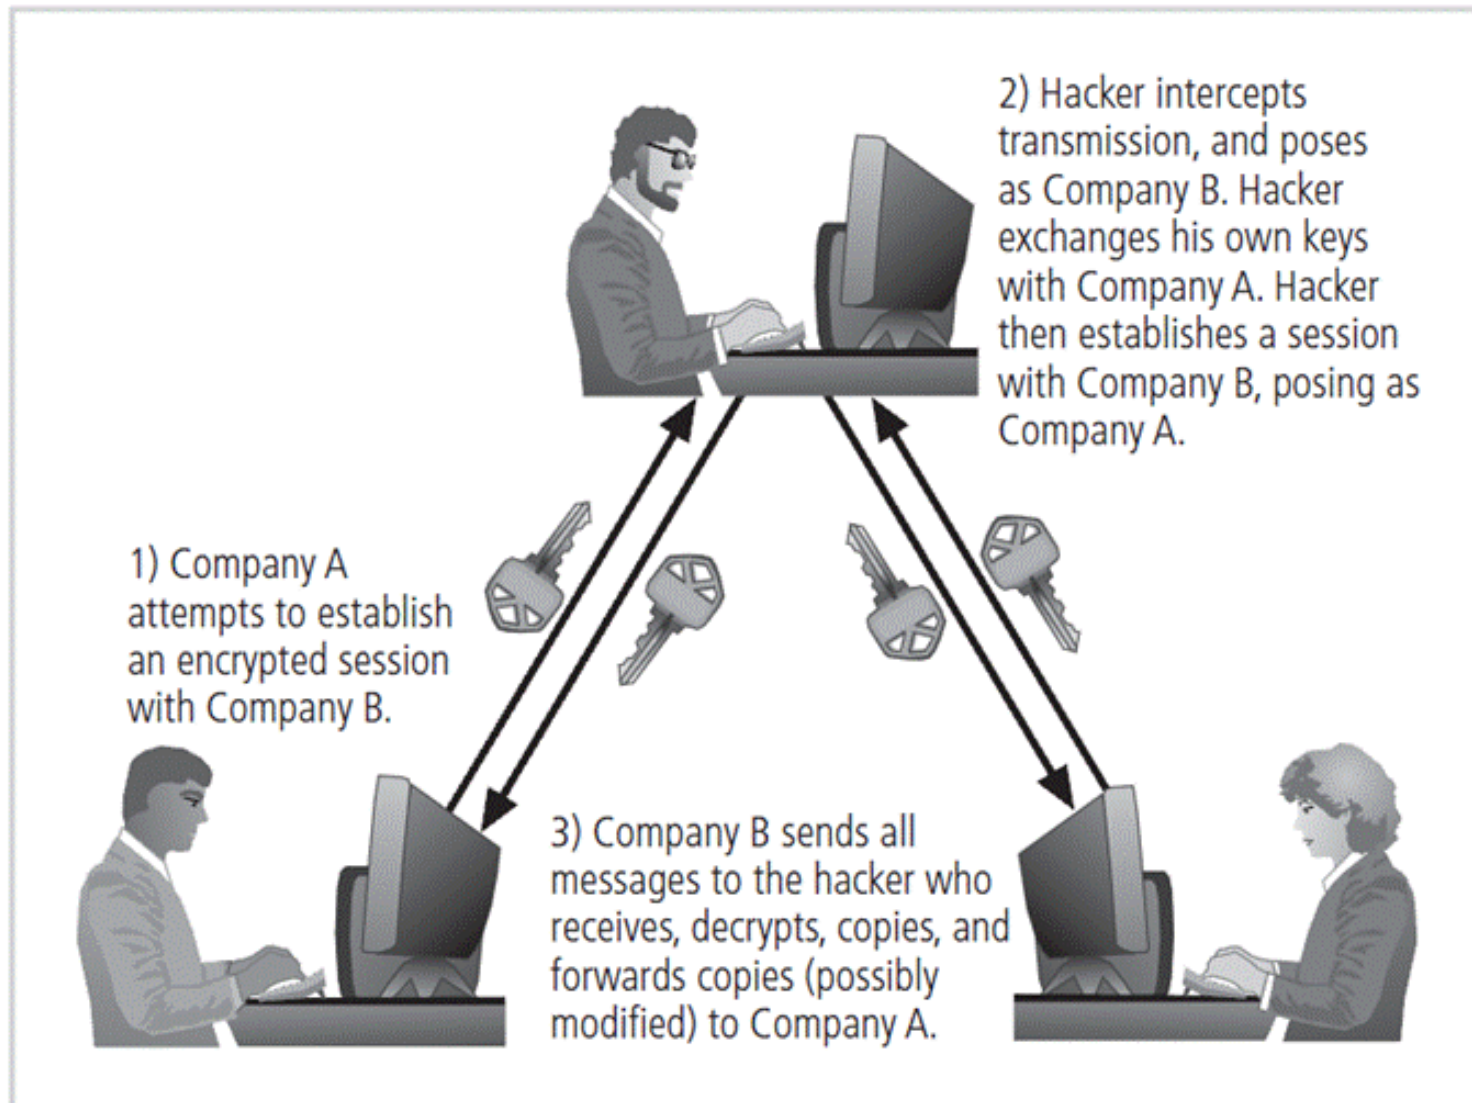 2) Hacker intercepts
transmission, and poses
as Company B. Hacker
exchanges his own keys
with Company A. Hacker
then establishes a session
with Company B, posing as
Company A.
1) Company A
attempts to establish
an encrypted session
with Company B.
3) Company B sends all
messages to the hacker who
receives, decrypts, copies, and
forwards copies (possibly
modified) to Company A.